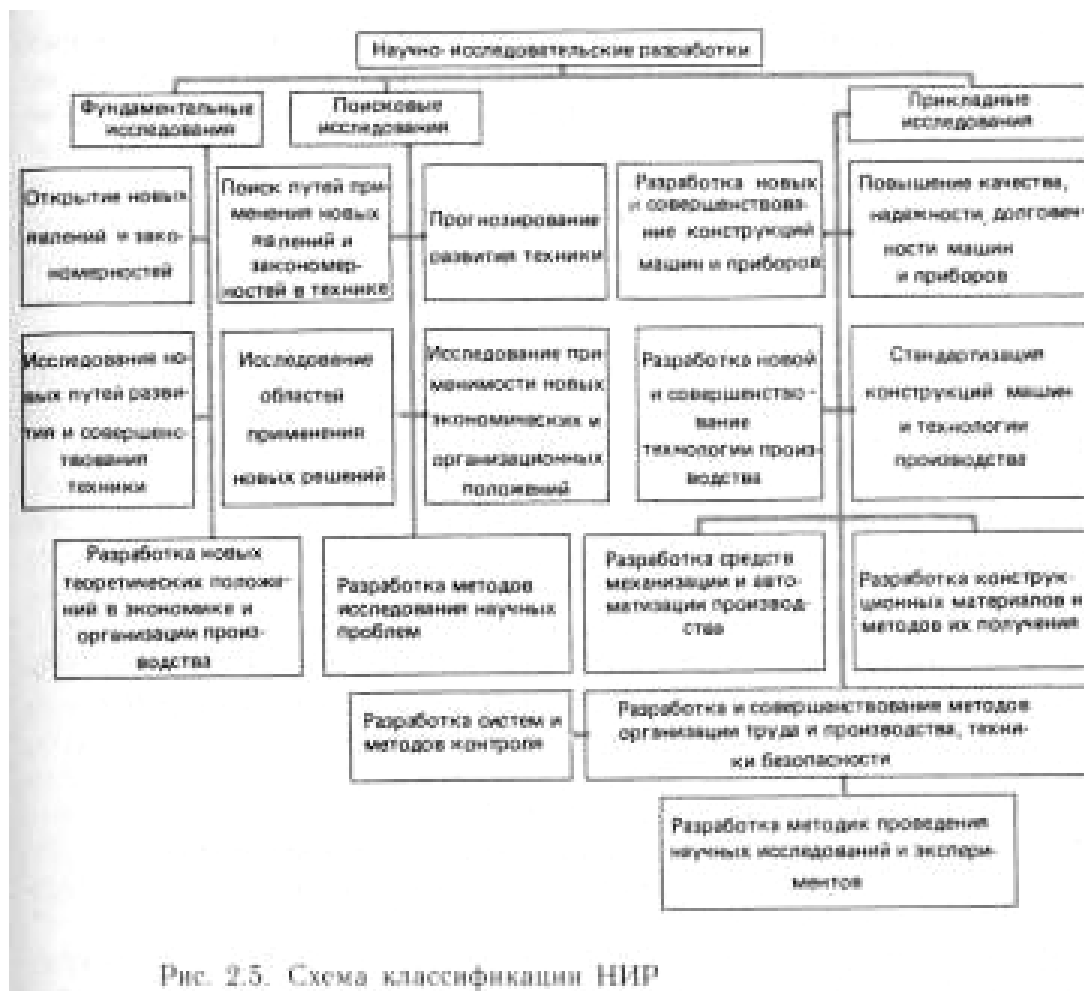 Научно-исследовательские разработки
Фундаментальные
исследования
Поисковые
исследования
Прикладные
исследования
Открытие новых
явлений и зако-
номерностей
Поиск путей при-
менения новых
явлений и
закономер-
ностей в технике
Прогнозирование
развития техники
Разработка новых
и совершенствова-
ние конструкций
машин и приборов
Повышение качества,
надёжности, долговеч-
ности машин
и приборов
Исследование но-
вых путей разви-
тия и совершенс-
твования
техники
Исследование
областей
применения
новых решений
Исследование при-
менимости новых
экономических и
организационных
положений
Разработка новой
и совершенство-
вание
технологии произ-
водства
Стандартизация
конструкций машин
и технологии
производства
Разработка новых
теоретических положе-
ний в экономике и
организации произ-
водства
Разработка методов
исследования научных
проблем
Разработка средств
механизации и авто-
матизации производ-
ства
Разработка конструк-
ционных материалов и
методов их получения
Разработка систем и
методов контроля
Разработка и совершенствование методов
организации труда и производства, техни-
ки безопасности
Разработка методик проведения
научных исследований и экспери-
ментов
Рис. 2.5. Схема классификации НИР